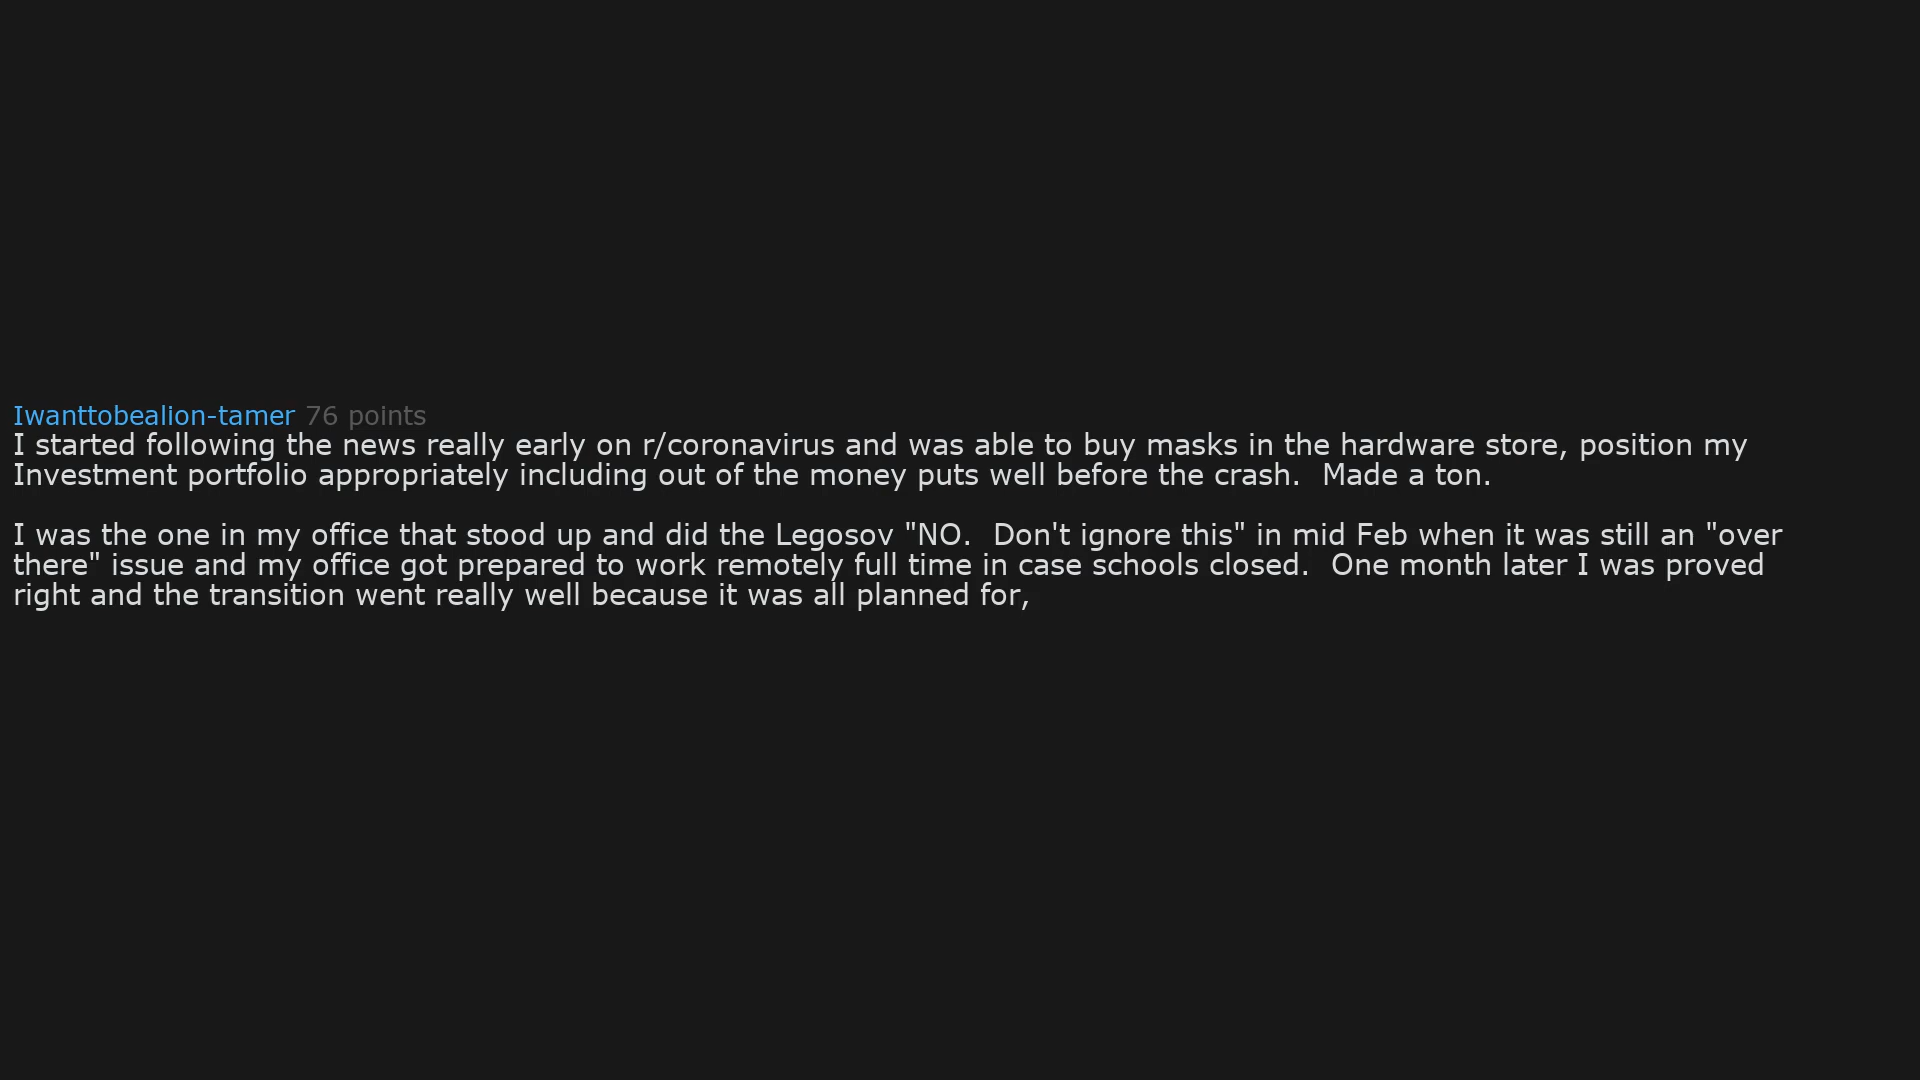 Iwanttobealion-tamer 76 points
I started following the news really early on r/coronavirus and was able to buy masks in the hardware store, position my
Investment portfolio appropriately including out of the money puts well before the crash.  Made a ton.
I was the one in my office that stood up and did the Legosov "NO.  Don't ignore this" in mid Feb when it was still an "over
there" issue and my office got prepared to work remotely full time in case schools closed.  One month later I was proved
right and the transition went really well because it was all planned for,